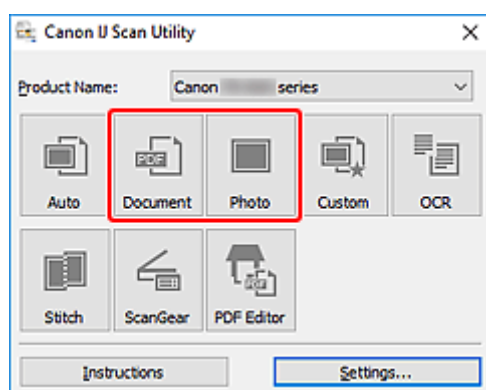 Canon IJ Scan Utility
Product Name: Canon series
Auto Document Photo Custom OCR
PDF
Stitch ScanGear PDF Editor
PDF
Instructions Settings...